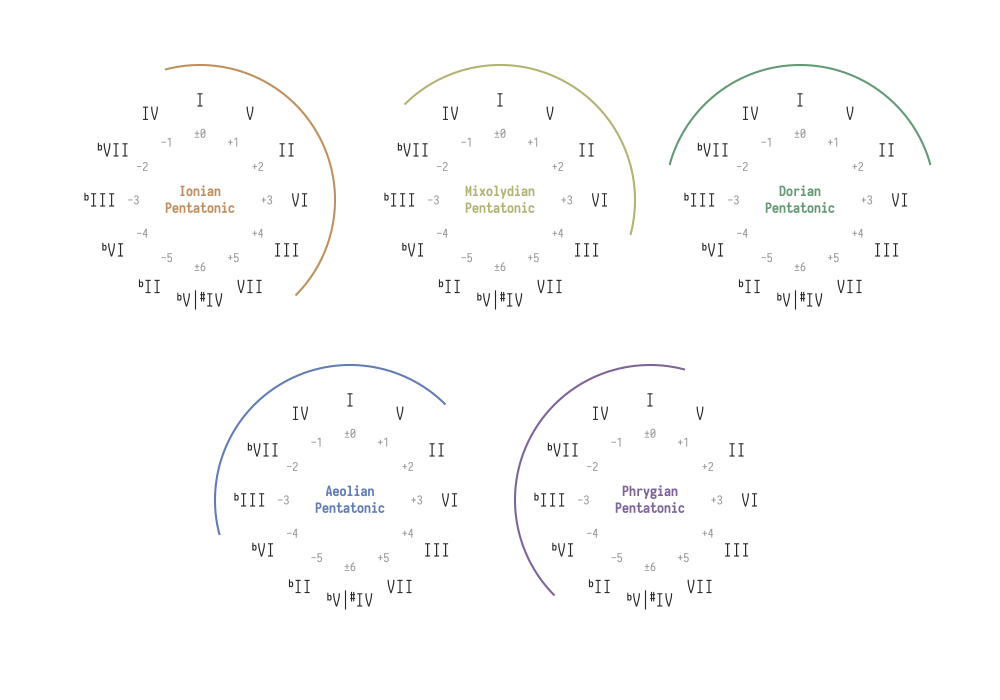 I I I
IV V IV V IV V
±0 ±0 ±0
−1 +1 −1 +1 −1 +1
ᵇVII II ᵇVII II ᵇVII II
−2 +2 −2 +2 −2 +2
Ionian Mixolydian Dorian
ᵇIII −3 +3 VI ᵇIII −3 +3 VI ᵇIII −3 +3 VI
Pentatonic Pentatonic Pentatonic
−4 +4 −4 +4 −4 +4
ᵇVI III ᵇVI III ᵇVI III
−5 +5 −5 +5 −5 +5
±6 ±6 ±6
ᵇII VII ᵇII VII ᵇII VII
ᵇV|#IV ᵇV|#IV ᵇV|#IV
I I
IV V IV V
±0 ±0
−1 +1 −1 +1
ᵇVII II ᵇVII II
−2 +2 −2 +2
Aeolian Phrygian
ᵇIII −3 +3 VI ᵇIII −3 +3 VI
Pentatonic Pentatonic
−4 +4 −4 +4
ᵇVI III ᵇVI III
−5 +5 −5 +5
±6 ±6
ᵇII VII ᵇII VII
ᵇV|#IV ᵇV|#IV